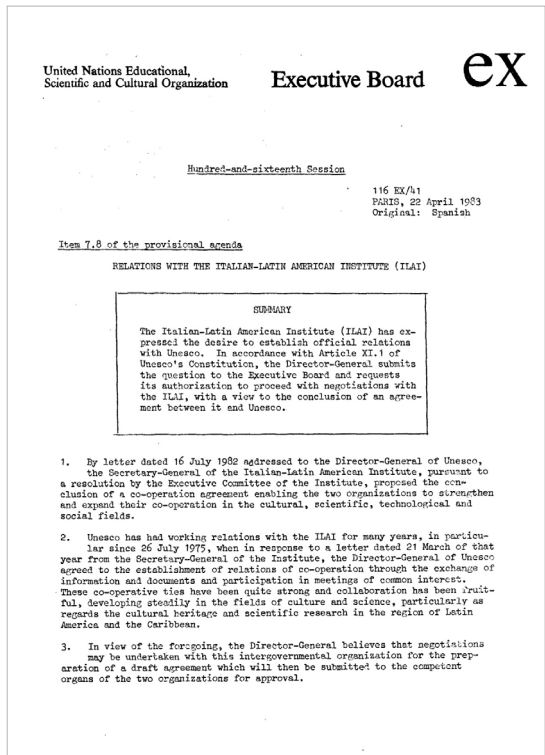 United Nations Educational,
Scientific and Cultural Organization
Executive Board
ex
Hundred-and-sixteenth Session
116 EX/41
PARIS, 22 April 1983
Original: Spanish
Item 7.8 of the provisional agenda
RELATIONS WITH THE ITALIAN-LATIN AMERICAN INSTITUTE (ILAI)
SUMMARY
The Italian-Latin American Institute (ILAI) has ex-
pressed the desire to establish official relations
with Unesco. In accordance with Article XI.1 of
Unesco's Constitution, the Director-General submits
the question to the Executive Board and requests
its authorization to proceed with negotiations with
the ILAI, with a view to the conclusion of an agree-
ment between it and Unesco.
1. By letter dated 16 July 1982 addressed to the Director-General of Unesco,
the Secretary-General of the Italian-Latin American Institute, pursuant to
a resolution by the Executive Committee of the Institute, proposed the con-
clusion of a co-operation agreement enabling the two organizations to strengthen
and expand their co-operation in the cultural, scientific, technological and
social fields.
2. Unesco has had working relations with the ILAI for many years, in particu-
lar since 26 July 1975, when in response to a letter dated 21 March of that
year from the Secretary-General of the Institute, the Director-General of Unesco
agreed to the establishment of relations of co-operation through the exchange of
information and documents and participation in meetings of common interest.
These co-operative ties have been quite strong and collaboration has been fruit-
ful, developing steadily in the fields of culture and science, particularly as
regards the cultural heritage and scientific research in the region of Latin
America and the Caribbean.
3. In view of the foregoing, the Director-General believes that negotiations
may be undertaken with this intergovernmental organization for the prep-
aration of a draft agreement which will then be submitted to the competent
organs of the two organizations for approval.